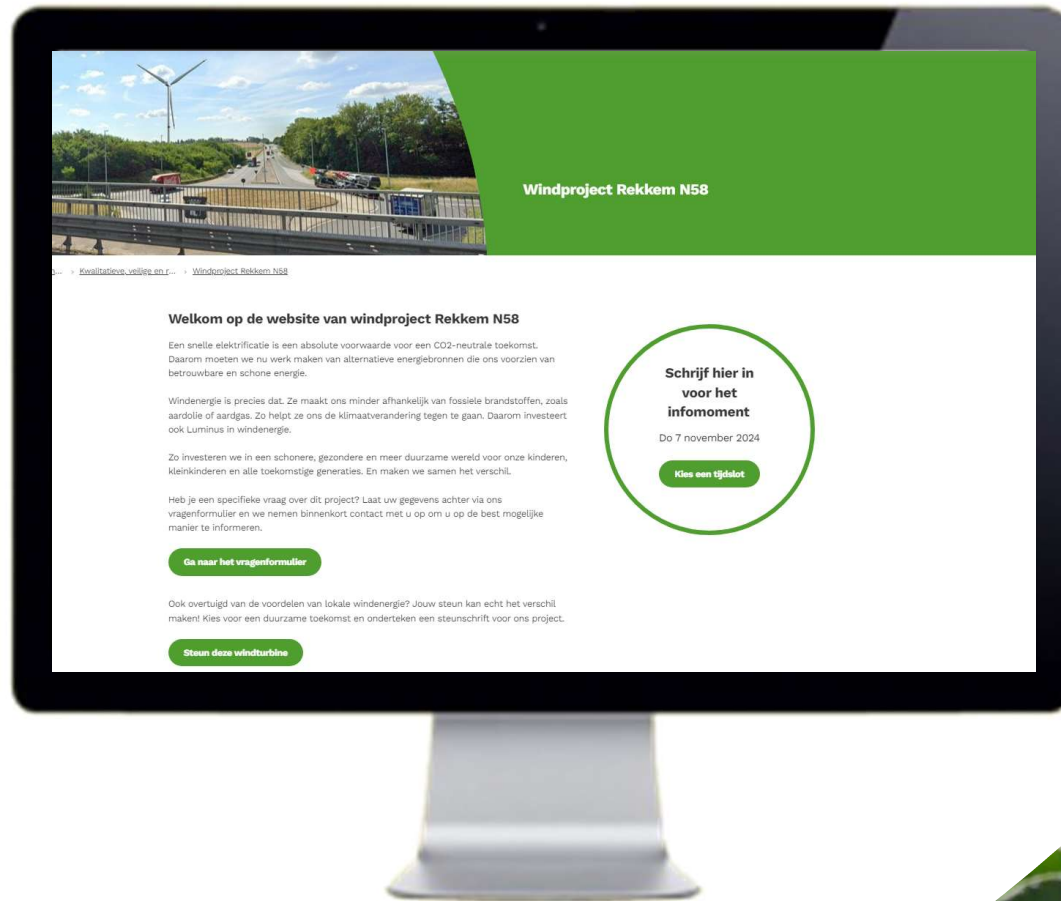 Windproject Rekkem N58
... › Kwalitatieve, veilige en r... › Windproject Rekkem N58
Welkom op de website van windproject Rekkem N58
Een snelle elektrificatie is een absolute voorwaarde voor een CO2-neutrale toekomst.
Daarom moeten we nu werk maken van alternatieve energiebronnen die ons voorzien van
betrouwbare en schone energie.
Windenergie is precies dat. Ze maakt ons minder afhankelijk van fossiele brandstoffen, zoals
aardolie of aardgas. Zo helpt ze ons de klimaatverandering tegen te gaan. Daarom investeert
ook Luminus in windenergie.
Zo investeren we in een schonere, gezondere en meer duurzame wereld voor onze kinderen,
kleinkinderen en alle toekomstige generaties. En maken we samen het verschil.
Heb je een specifieke vraag over dit project? Laat uw gegevens achter via ons
vragenformulier en we nemen binnenkort contact met u op om u op de best mogelijke
manier te informeren.
Ga naar het vragenformulier
Ook overtuigd van de voordelen van lokale windenergie? Jouw steun kan echt het verschil
maken! Kies voor een duurzame toekomst en onderteken een steunschrift voor ons project.
Steun deze windturbine
Schrijf hier in
voor het
infomoment
Do 7 november 2024
Kies een tijdslot